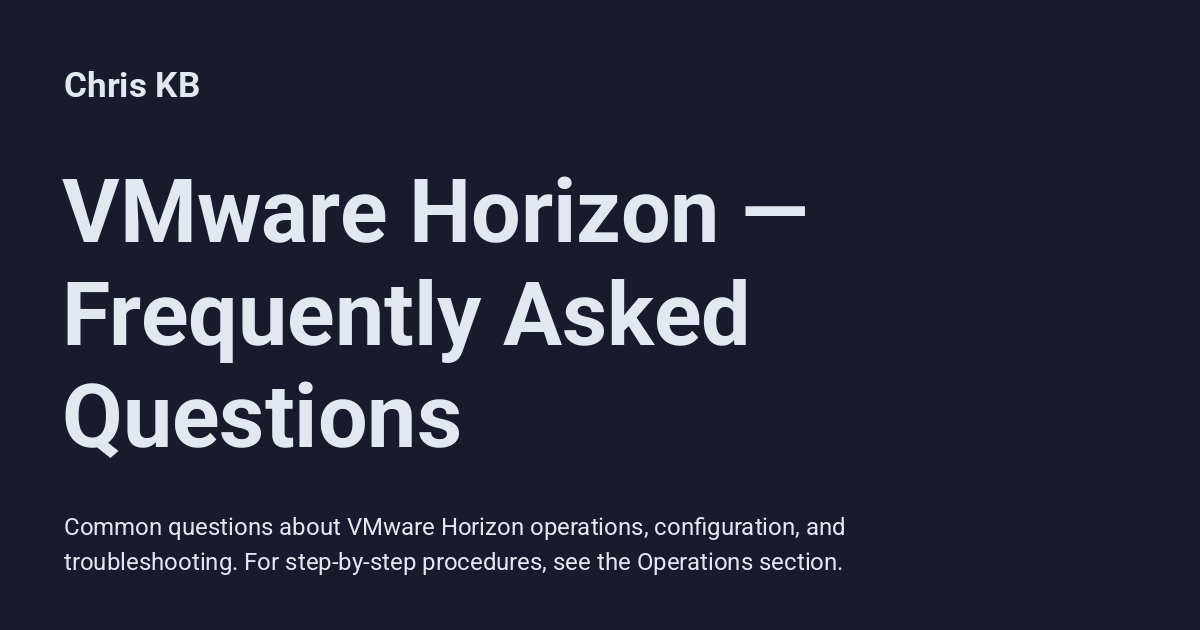 Chris KB
VMware Horizon —
Frequently Asked
Questions
Common questions about VMware Horizon operations, configuration, and
troubleshooting. For step-by-step procedures, see the Operations section.